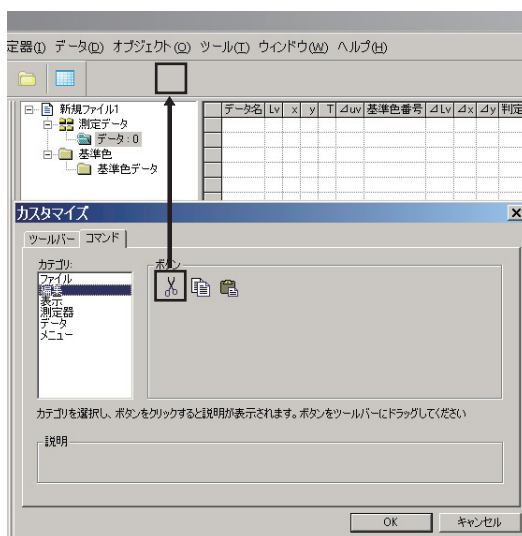 定器(I) データ(D) オブジェクト(O) ツール(T) ウィンドウ(W) ヘルプ(H)
新規ファイル1
測定データ
データ:0
基準色
基準色データ
データ名 Lv x y T ⊿uv 基準色番号 ⊿Lv ⊿x ⊿y 判定
カスタマイズ
ツールバー コマンド
カテゴリ:
ファイル
編集
表示
測定器
データ
メニュー
ボタン
カテゴリを選択し、ボタンをクリックすると説明が表示されます。ボタンをツールバーにドラッグしてください
説明
OK キャンセル